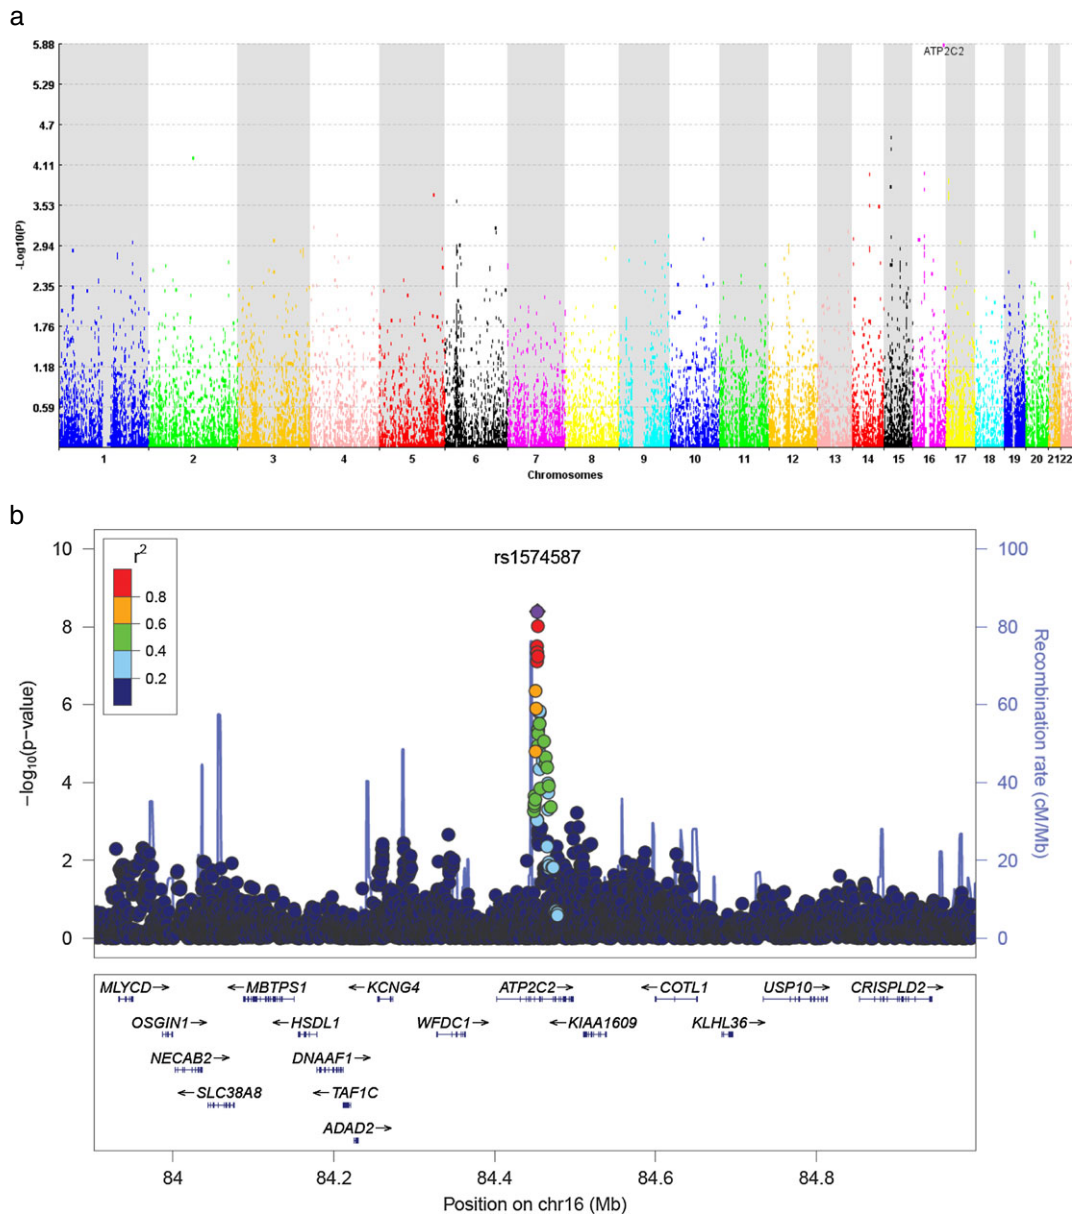 a
5.88
ATP2C2
5.29
4.7
4.11
3.53
2.94
2.35
1.76
1.18
0.59
-Log10(P)
1 2 3 4 5 6 7 8 9 10 11 12 13 14 15 16 17 18 19 20 21 22
Chromosomes
b
10
8
6
4
2
0
−log10(p−value)
r2
0.8
0.6
0.4
0.2
rs1574587
100
80
60
40
20
0
Recombination rate (cM/Mb)
MLYCD→ ←MBTPS1 ←KCNG4 ATP2C2→ ←COTL1 USP10→ CRISPLD2→
OSGIN1→ ←HSDL1 WFDC1→ ←KIAA1609 KLHL36→
NECAB2→ DNAAF1→
←SLC38A8 ←TAF1C
ADAD2→
84 84.2 84.4 84.6 84.8
Position on chr16 (Mb)